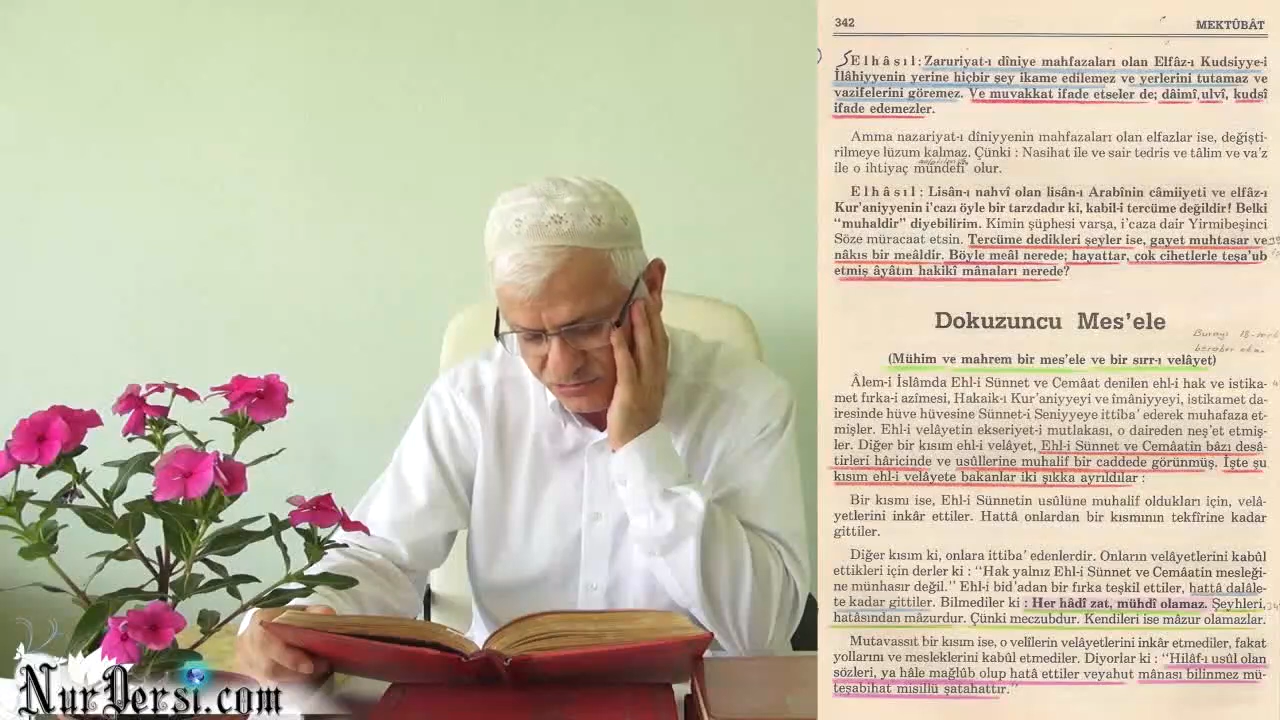 342 MEKTÛBÂT
Elhâsıl: Zaruriyat-ı dîniye mahfazaları olan Elfâz-ı Kudsiyye-i
İlâhiyyenin yerine hiçbir şey ikame edilemez ve yerlerini tutamaz ve
vazifelerini göremez. Ve muvakkat ifade etseler de; dâimî, ulvî, kudsî
ifade edemezler.
Amma nazariyat-ı dîniyyenin mahfazaları olan elfazlar ise, değişti-
rilmeye lüzum kalmaz. Çünki : Nasihat ile ve sair tedris ve tâlim ve va'z
ile o ihtiyaç mündefi' olur.
Elhâsıl: Lisân-ı nahvî olan lisân-ı Arabînin câmiiyeti ve elfâz-ı
Kur'aniyyenin i'cazı öyle bir tarzdadır ki, kabil-i tercüme değildir! Belki
"muhaldir" diyebilirim. Kimin şüphesi varsa, i'caza dair Yirmibeşinci
Söze müracaat etsin. Tercüme dedikleri şeyler ise, gayet muhtasar ve
nâkıs bir meâldir. Böyle meâl nerede; hayattar, çok cihetlerle teşa'ub
etmiş âyâtın hakikî mânaları nerede?
Dokuzuncu Mes'ele
Burayı
beraber
(Mühim ve mahrem bir mes'ele ve bir sırr-ı velâyet)
Âlem-i İslâmda Ehl-i Sünnet ve Cemâat denilen ehl-i hak ve istika-
met fırka-i azîmesi, Hakaik-ı Kur'aniyyeyi ve îmâniyyeyi, istikamet da-
iresinde hüve hüvesine Sünnet-i Seniyyeye ittiba' ederek muhafaza et-
mişler. Ehl-i velâyetin ekseriyet-i mutlakası, o daireden neş'et etmiş-
ler. Diğer bir kısım ehl-i velâyet, Ehl-i Sünnet ve Cemâatin bâzı desâ-
tirleri hâricinde ve usûllerine muhalif bir caddede görünmüş. İşte şu
kısım ehl-i velâyete bakanlar iki şıkka ayrıldılar :
Bir kısmı ise, Ehl-i Sünnetin usûlüne muhalif oldukları için, velâ-
yetlerini inkâr ettiler. Hattâ onlardan bir kısmının tekfirine kadar
gittiler.
Diğer kısım ki, onlara ittiba' edenlerdir. Onların velâyetlerini kabûl
ettikleri için derler ki : "Hak yalnız Ehl-i Sünnet ve Cemâatin mesleği-
ne münhasır değil." Ehl-i bid'adan bir fırka teşkil ettiler, hattâ dalâle-
te kadar gittiler. Bilmediler ki : Her hâdî zat, mühdî olamaz. Şeyhleri,
hatâsından mâzurdur. Çünki meczubdur. Kendileri ise mâzur olamazlar.
Mutavassıt bir kısım ise, o velîlerin velâyetlerini inkâr etmediler, fakat
yollarını ve mesleklerini kabûl etmediler. Diyorlar ki : "Hilâf-ı usûl olan
sözleri, ya hâle mağlûb olup hatâ ettiler veyahut mânası bilinmez mü-
teşabihat misillü şatahattır."
NurDersi.com